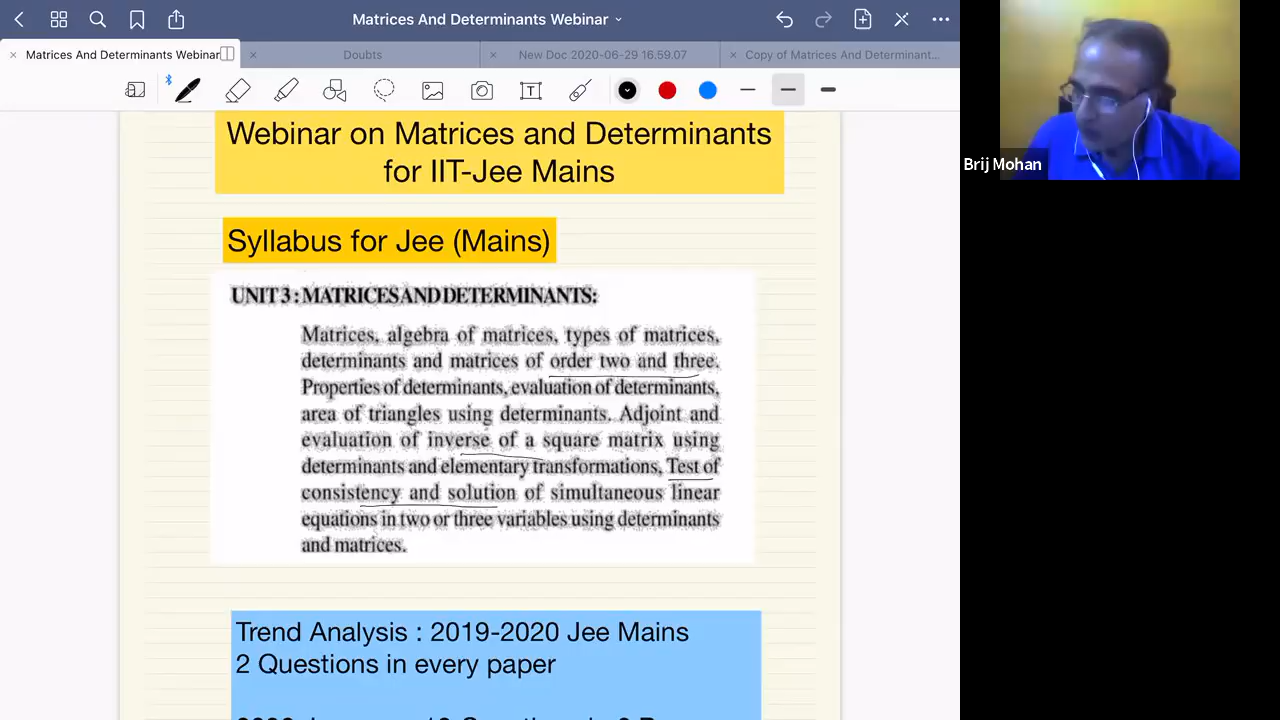 Matrices And Determinants Webinar
Matrices And Determinants Webinar
Doubts
New Doc 2020-06-29 16.59.07
Copy of Matrices And Determinant...
T
Webinar on Matrices and Determinants
for IIT-Jee Mains
Brij Mohan
Syllabus for Jee (Mains)
UNIT 3 : MATRICES AND DETERMINANTS:
Matrices, algebra of matrices, types of matrices,
determinants and matrices of order two and three.
Properties of determinants, evaluation of determinants,
area of triangles using determinants. Adjoint and
evaluation of inverse of a square matrix using
determinants and elementary transformations, Test of
consistency and solution of simultaneous linear
equations in two or three variables using determinants
and matrices.
Trend Analysis : 2019-2020 Jee Mains
2 Questions in every paper